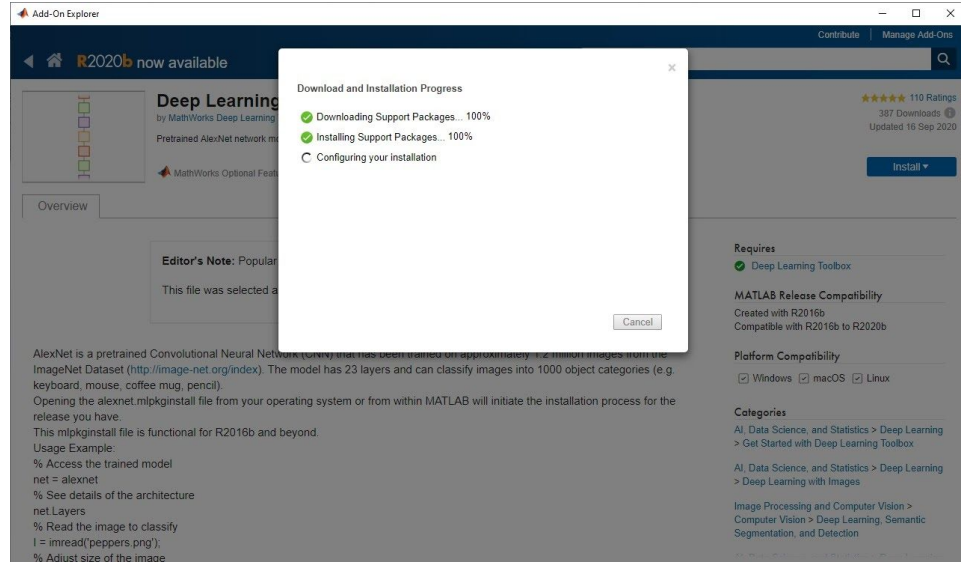 Add-On Explorer
Contribute | Manage Add-Ons
R2020b now available
Deep Learning
by MathWorks Deep Learning
Pretrained AlexNet network
MathWorks Optional
110 Ratings
387 Downloads
Updated 16 Sep 2020
Install
Download and Installation Progress
Downloading Support Packages... 100%
Installing Support Packages... 100%
Configuring your installation
Cancel
Overview
Editor's Note: Popular
This file was selected a
AlexNet is a pretrained Convolutional Neural Network (CNN) that has been trained on approximately 1.2 million images from the
ImageNet Dataset (http://image-net.org/index). The model has 23 layers and can classify images into 1000 object categories (e.g.
keyboard, mouse, coffee mug, pencil).
Opening the alexnet.mlpkginstall file from your operating system or from within MATLAB will initiate the installation process for the
release you have.
This mlpkginstall file is functional for R2016b and beyond.
Usage Example:
% Access the trained model
net = alexnet
% See details of the architecture
net.Layers
% Read the image to classify
I = imread('peppers.png');
% Adjust size of the image
Requires
Deep Learning Toolbox
MATLAB Release Compatibility
Created with R2016b
Compatible with R2016b to R2020b
Platform Compatibility
Windows macOS Linux
Categories
AI, Data Science, and Statistics > Deep Learning
> Get Started with Deep Learning Toolbox
AI, Data Science, and Statistics > Deep Learning
> Deep Learning with Images
Image Processing and Computer Vision >
Computer Vision > Deep Learning, Semantic
Segmentation, and Detection